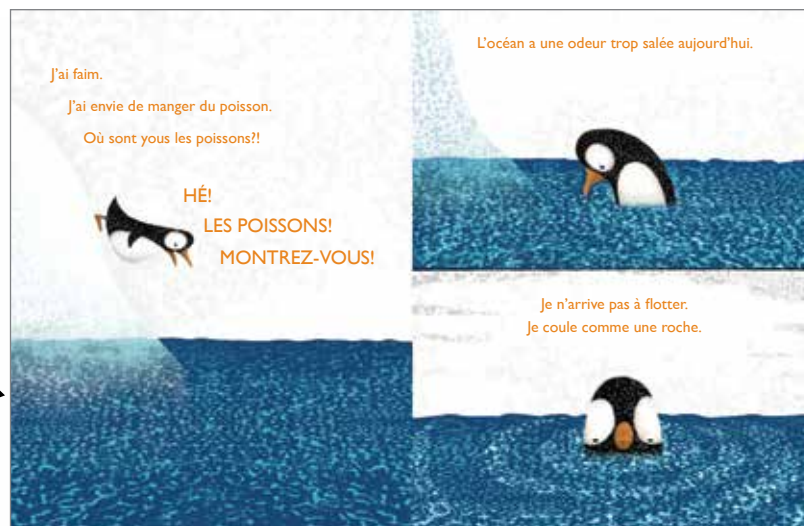 J'ai faim.
J'ai envie de manger du poisson.
Où sont yous les poissons?!
HÉ!
LES POISSONS!
MONTREZ-VOUS!
L'océan a une odeur trop salée aujourd'hui.
Je n'arrive pas à flotter.
Je coule comme une roche.